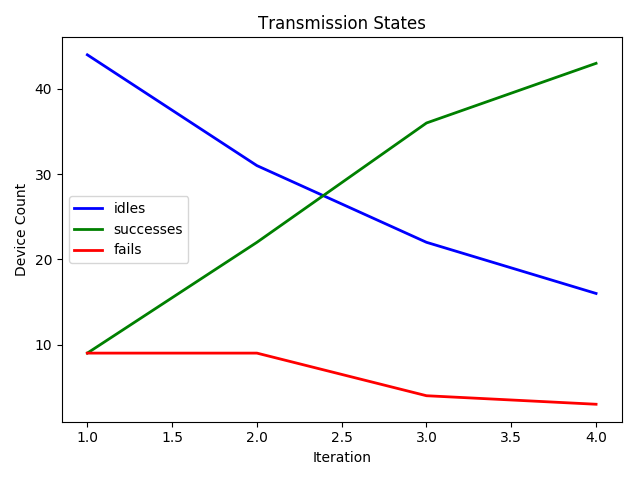 Transmission States
Device Count
40
30
20
10
idles
successes
fails
1.0 1.5 2.0 2.5 3.0 3.5 4.0
Iteration